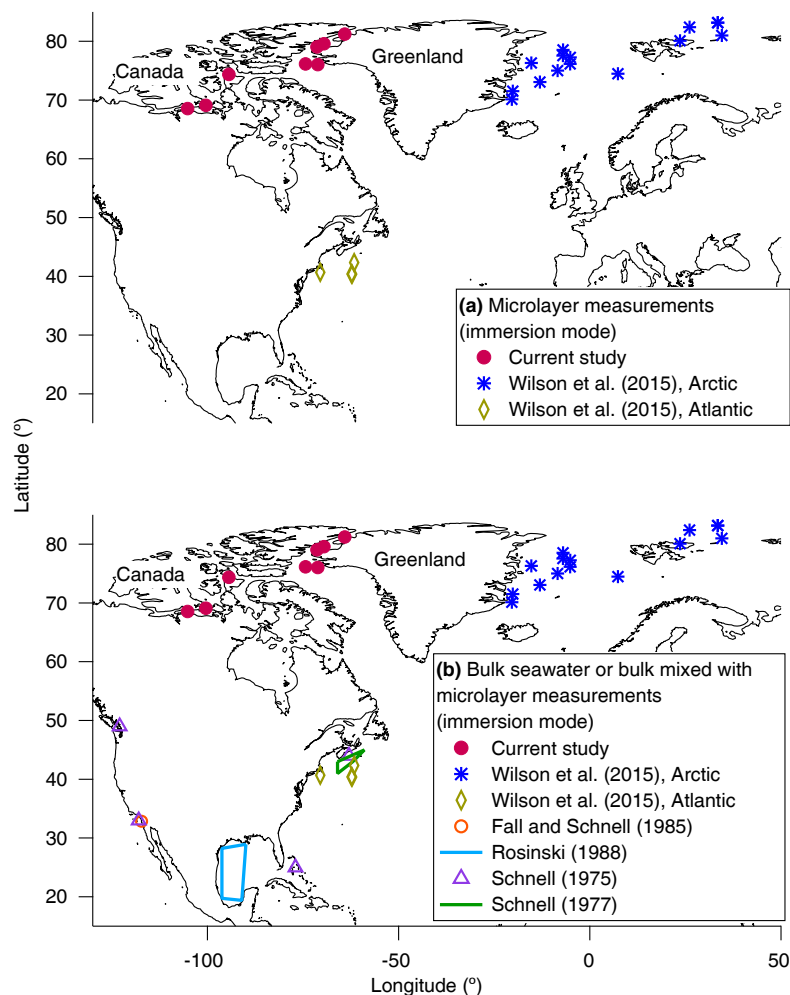 80
70
60
50
40
30
20
Canada
Greenland
(a) Microlayer measurements
(immersion mode)
Current study
Wilson et al. (2015), Arctic
Wilson et al. (2015), Atlantic
Latitude (º)
80
70
60
50
40
30
20
Canada
Greenland
(b) Bulk seawater or bulk mixed with
microlayer measurements
(immersion mode)
Current study
Wilson et al. (2015), Arctic
Wilson et al. (2015), Atlantic
Fall and Schnell (1985)
Rosinski (1988)
Schnell (1975)
Schnell (1977)
-100 -50 0 50
Longitude (º)